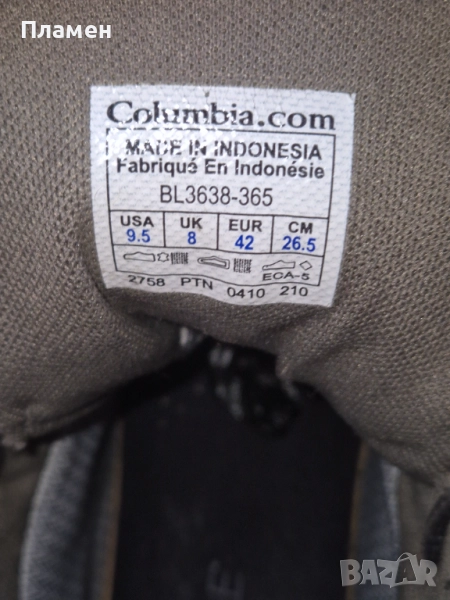 Пламен
Columbia.com
MADE IN INDONESIA
Fabriqué En Indonésie
BL3638-365
USA UK EUR CM
9.5 8 42 26.5
ECA-5
2758 PTN 0410 210
BAZAR